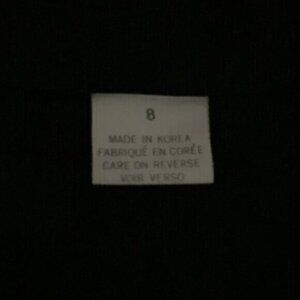 8
MADE IN KOREA
FABRIQUÉ EN CORÉE
CARE ON REVERSE
VOIR VERSO